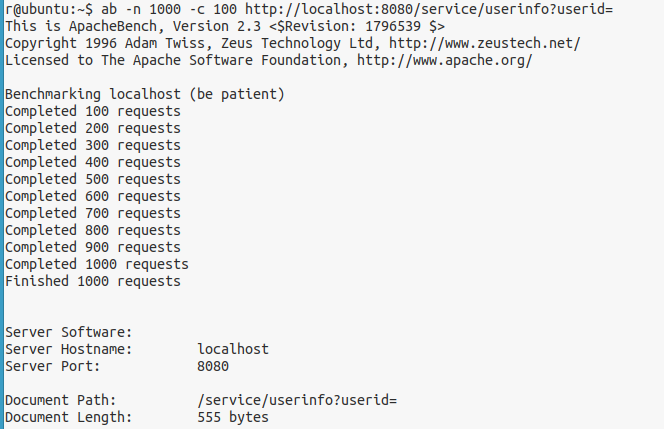 r@ubuntu:~$ ab -n 1000 -c 100 http://localhost:8080/service/userinfo?userid=
This is ApacheBench, Version 2.3 <$Revision: 1796539 $>
Copyright 1996 Adam Twiss, Zeus Technology Ltd, http://www.zeustech.net/
Licensed to The Apache Software Foundation, http://www.apache.org/
Benchmarking localhost (be patient)
Completed 100 requests
Completed 200 requests
Completed 300 requests
Completed 400 requests
Completed 500 requests
Completed 600 requests
Completed 700 requests
Completed 800 requests
Completed 900 requests
Completed 1000 requests
Finished 1000 requests
Server Software:
Server Hostname: localhost
Server Port: 8080
Document Path: /service/userinfo?userid=
Document Length: 555 bytes